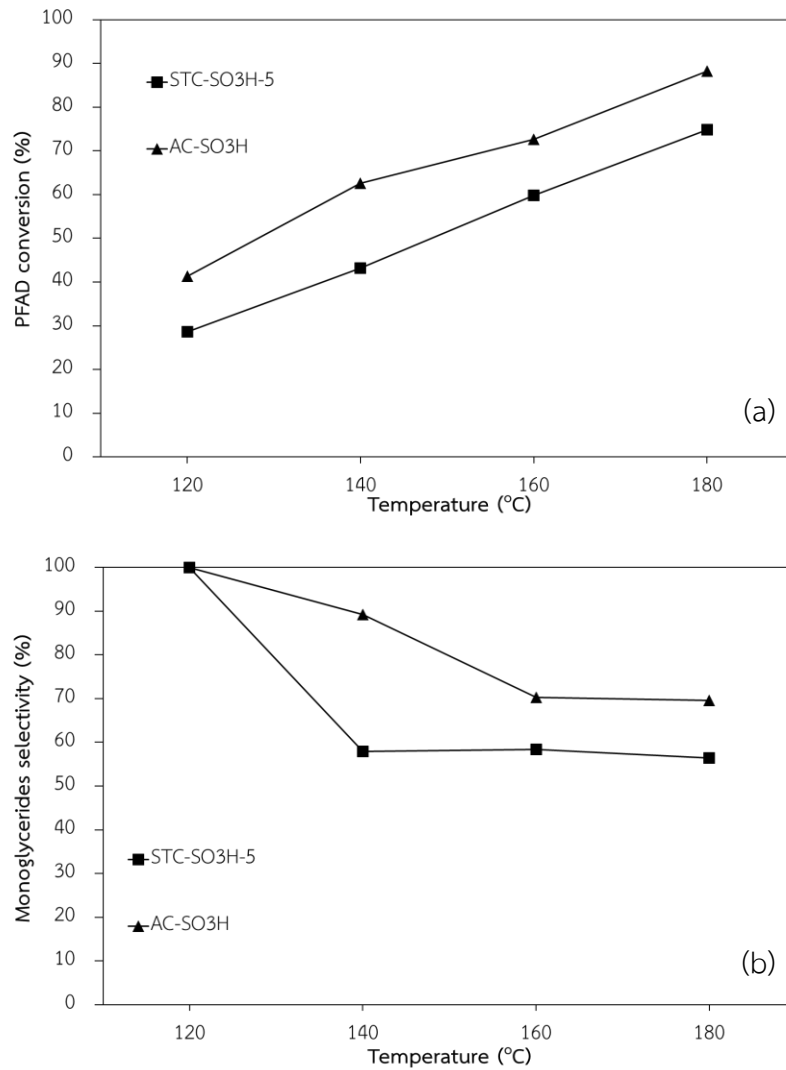 100
90
80
70
60
50
40
30
20
10
0
PFAD conversion (%)
STC-SO3H-5
AC-SO3H
(a)
120 140 160 180
Temperature (°C)
100
90
80
70
60
50
40
30
20
10
0
Monoglycerides selectivity (%)
STC-SO3H-5
AC-SO3H
(b)
120 140 160 180
Temperature (°C)